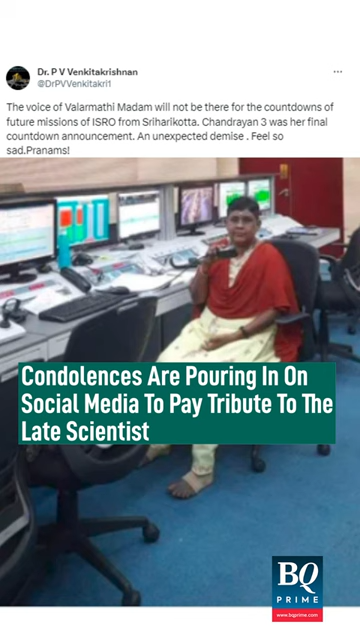 Dr. P V Venkitakrishnan
@DrPVVenkitakri1
The voice of Valarmathi Madam will not be there for the countdowns of
future missions of ISRO from Sriharikotta. Chandrayan 3 was her final
countdown announcement. An unexpected demise . Feel so
sad.Pranams!
Condolences Are Pouring In On
Social Media To Pay Tribute To The
Late Scientist
BQ
PRIME
www.bqprime.com